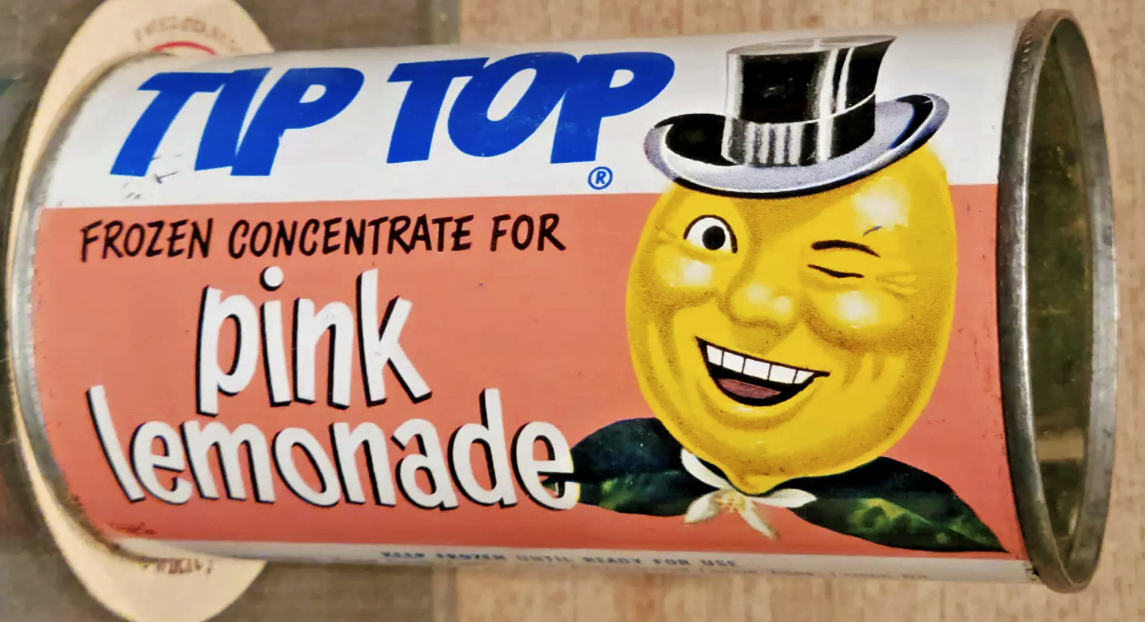 TIP TOP
®
FROZEN CONCENTRATE FOR
pink
lemonade
KEEP FROZEN UNTIL READY FOR USE